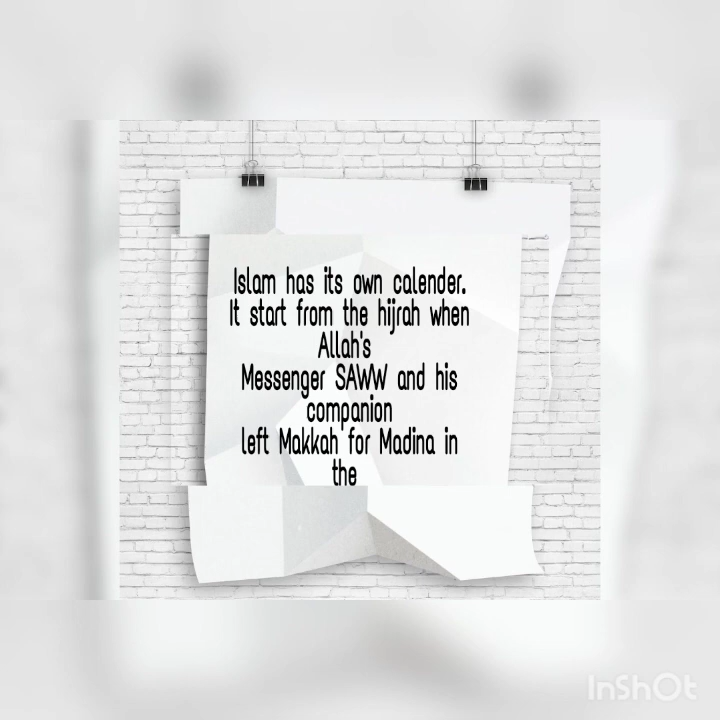 Islam has its own calender.
It start from the hijrah when
Allah's
Messenger SAWW and his
companion
left Makkah for Madina in
the
InShOt